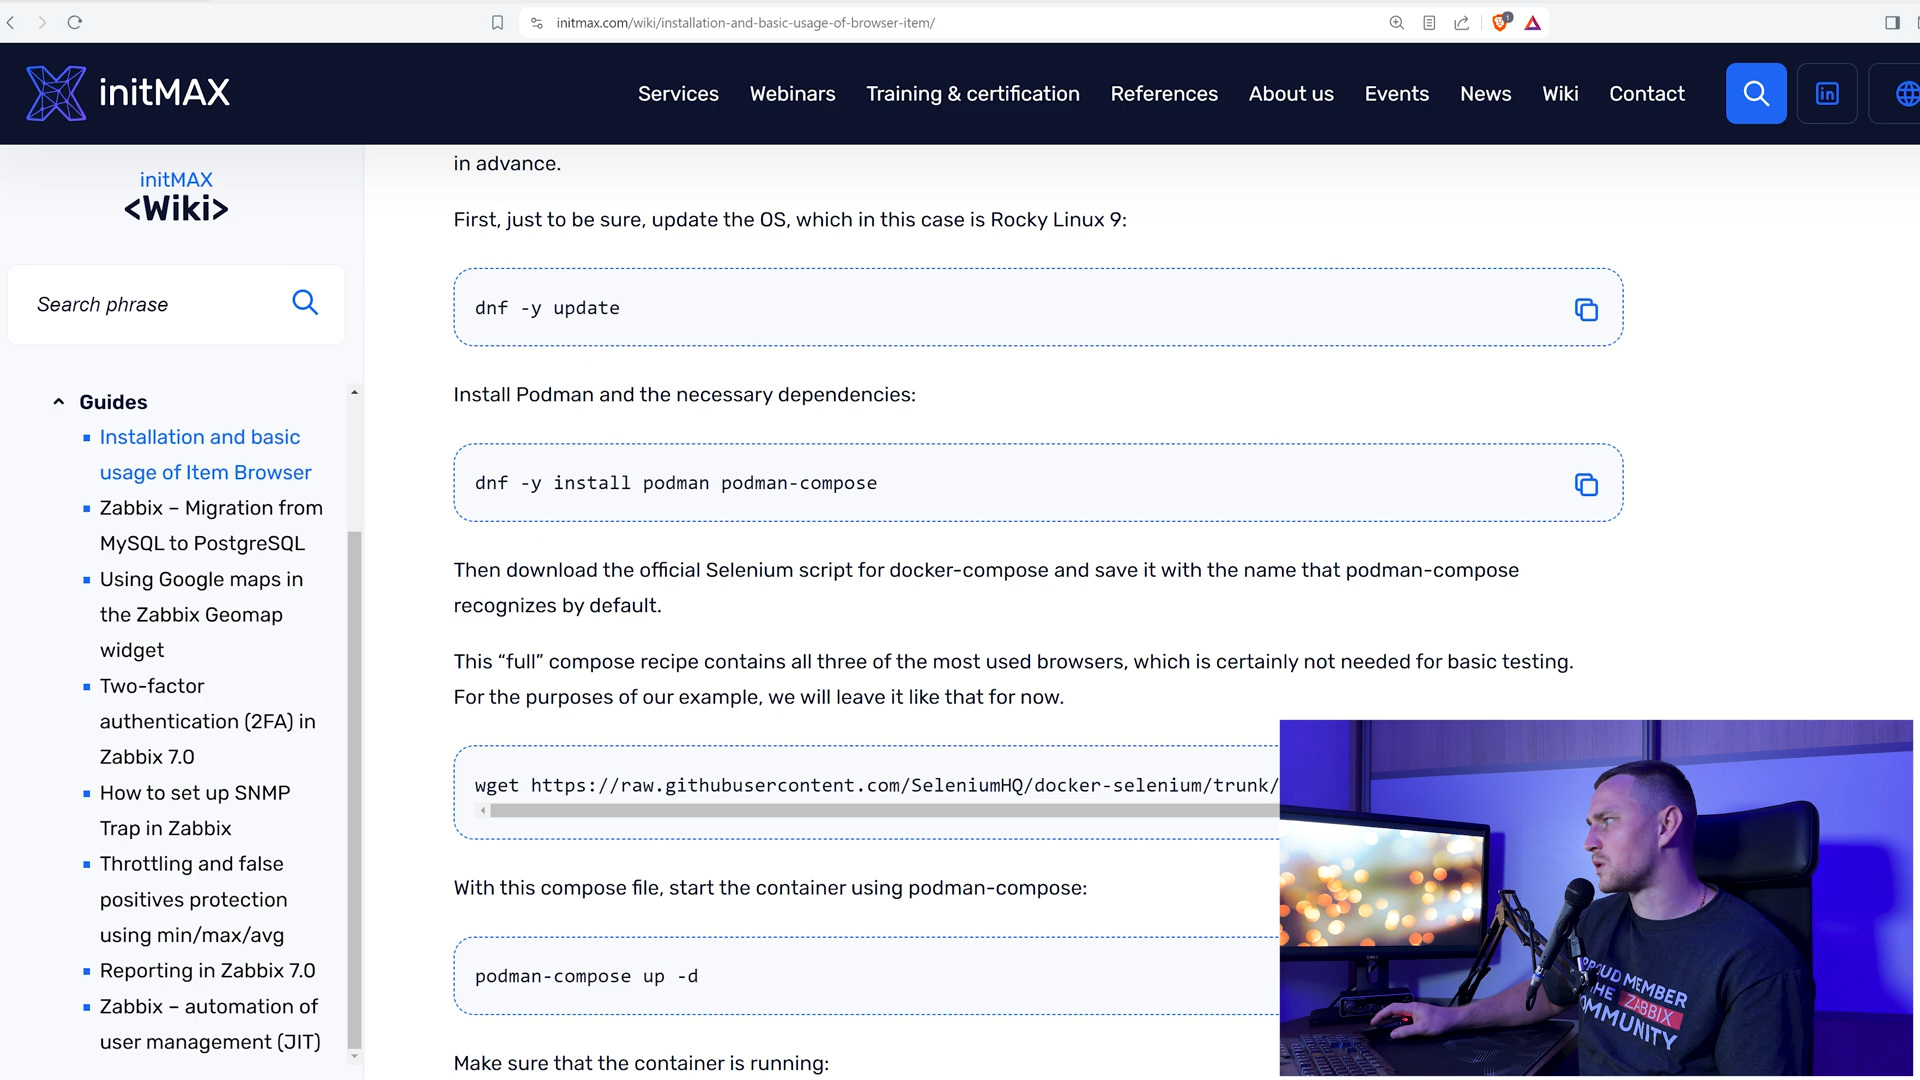 initmax.com/wiki/installation-and-basic-usage-of-browser-item/
1
initMAX
Services
Webinars
Training & certification
References
About us
Events
News
Wiki
Contact
in
initMAX
<Wiki>
Search phrase
Guides
Installation and basic
usage of Item Browser
Zabbix – Migration from
MySQL to PostgreSQL
Using Google maps in
the Zabbix Geomap
widget
Two-factor
authentication (2FA) in
Zabbix 7.0
How to set up SNMP
Trap in Zabbix
Throttling and false
positives protection
using min/max/avg
Reporting in Zabbix 7.0
Zabbix – automation of
user management (JIT)
in advance.
First, just to be sure, update the OS, which in this case is Rocky Linux 9:
dnf -y update
Install Podman and the necessary dependencies:
dnf -y install podman podman-compose
Then download the official Selenium script for docker-compose and save it with the name that podman-compose
recognizes by default.
This “full” compose recipe contains all three of the most used browsers, which is certainly not needed for basic testing.
For the purposes of our example, we will leave it like that for now.
wget https://raw.githubusercontent.com/SeleniumHQ/docker-selenium/trunk/
With this compose file, start the container using podman-compose:
podman-compose up -d
Make sure that the container is running:
MEMBER
ZABBIX